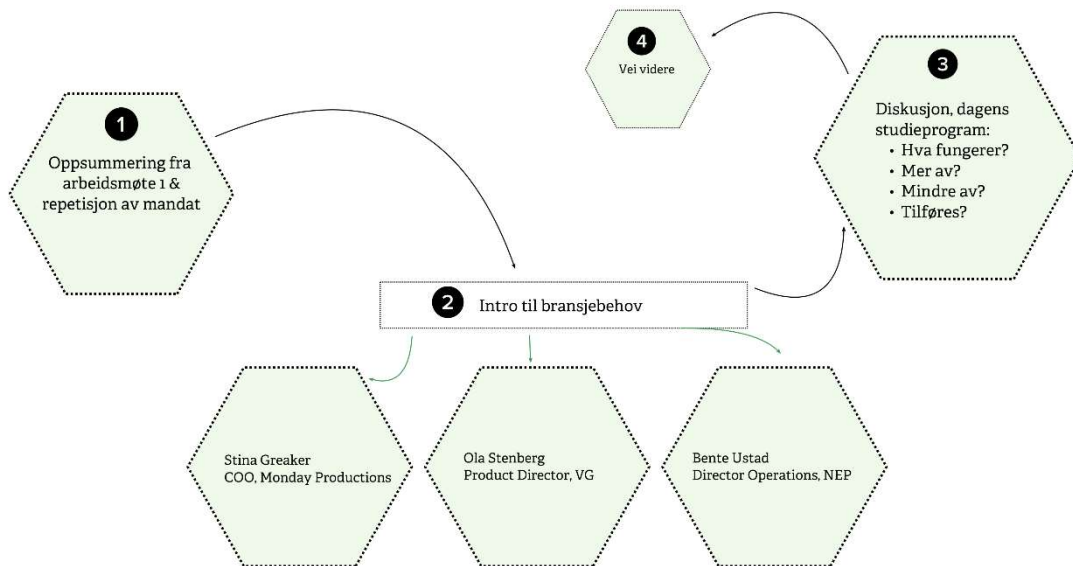 1
Oppsummering fra
arbeidsmøte 1 &
repetisjon av mandat
2
Intro til bransjebehov
Stina Greaker
COO, Monday Productions
Ola Stenberg
Product Director, VG
Bente Ustad
Director Operations, NEP
3
Diskusjon, dagens
studieprogram:
• Hva fungerer?
• Mer av?
• Mindre av?
• Tilføres?
4
Vei videre